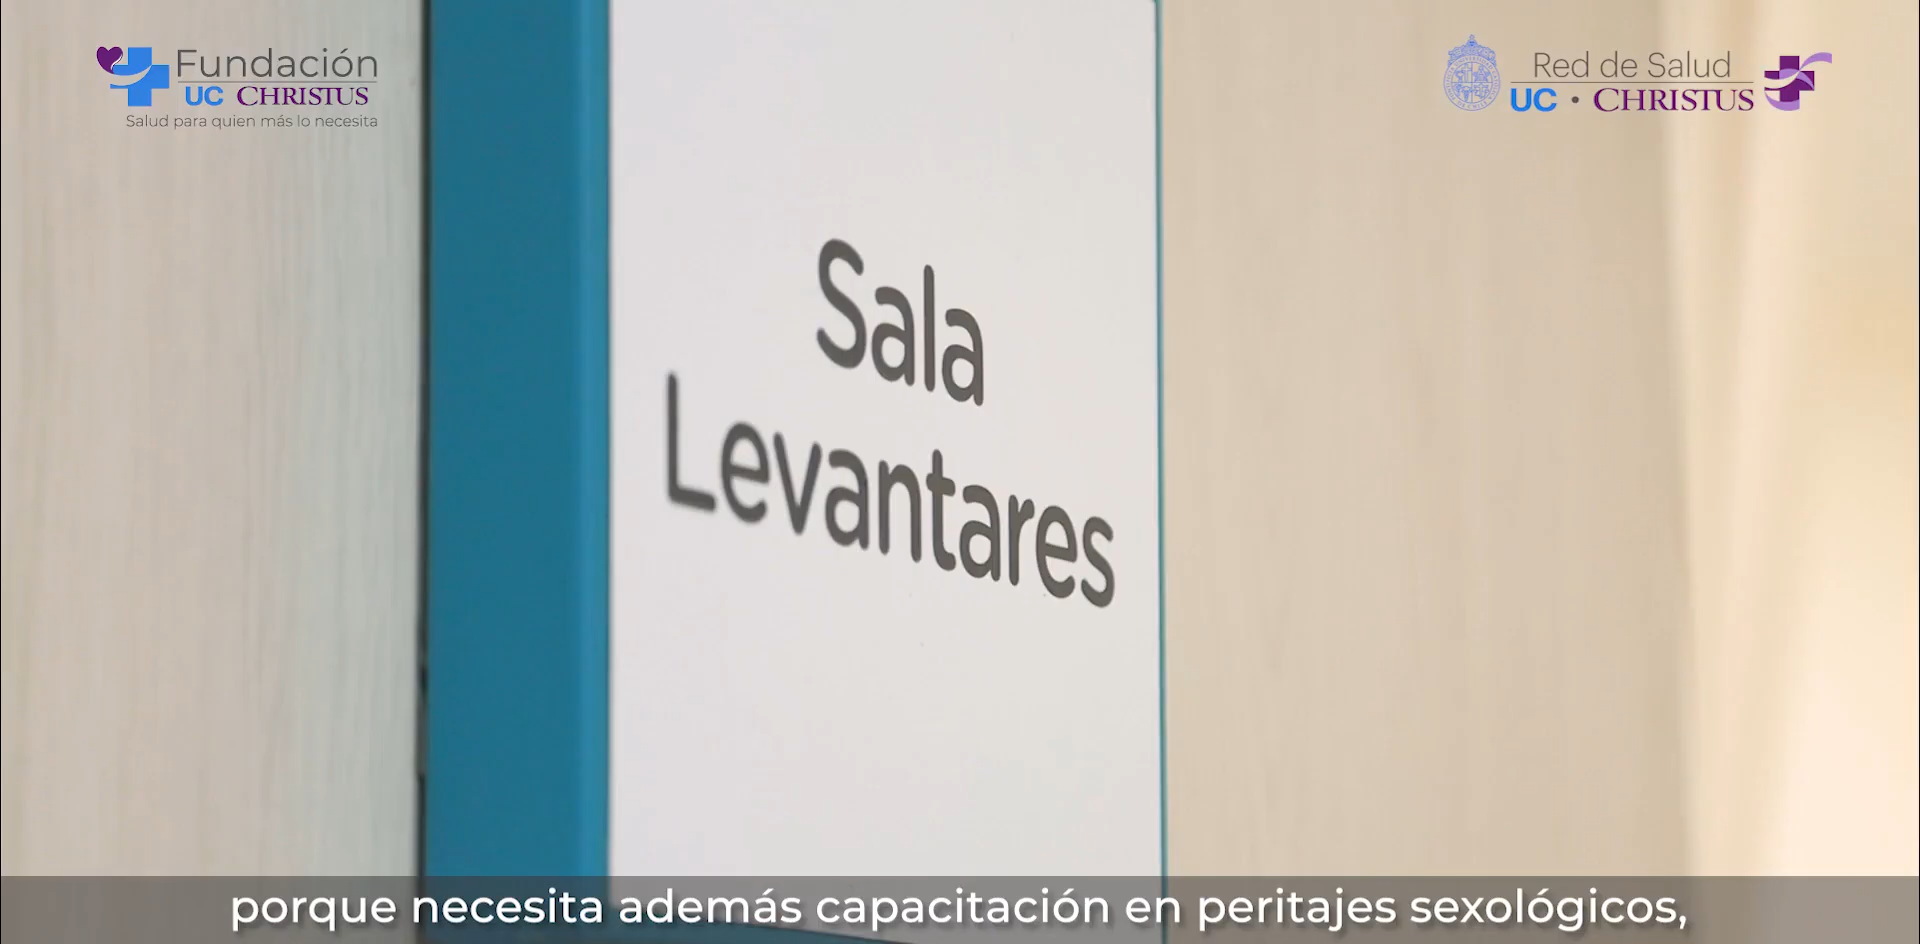 Fundación
UC CHRISTUS
Salud para quien más lo necesita
Red de Salud
UC • CHRISTUS
Sala
Levantares
porque necesita además capacitación en peritajes sexológicos,